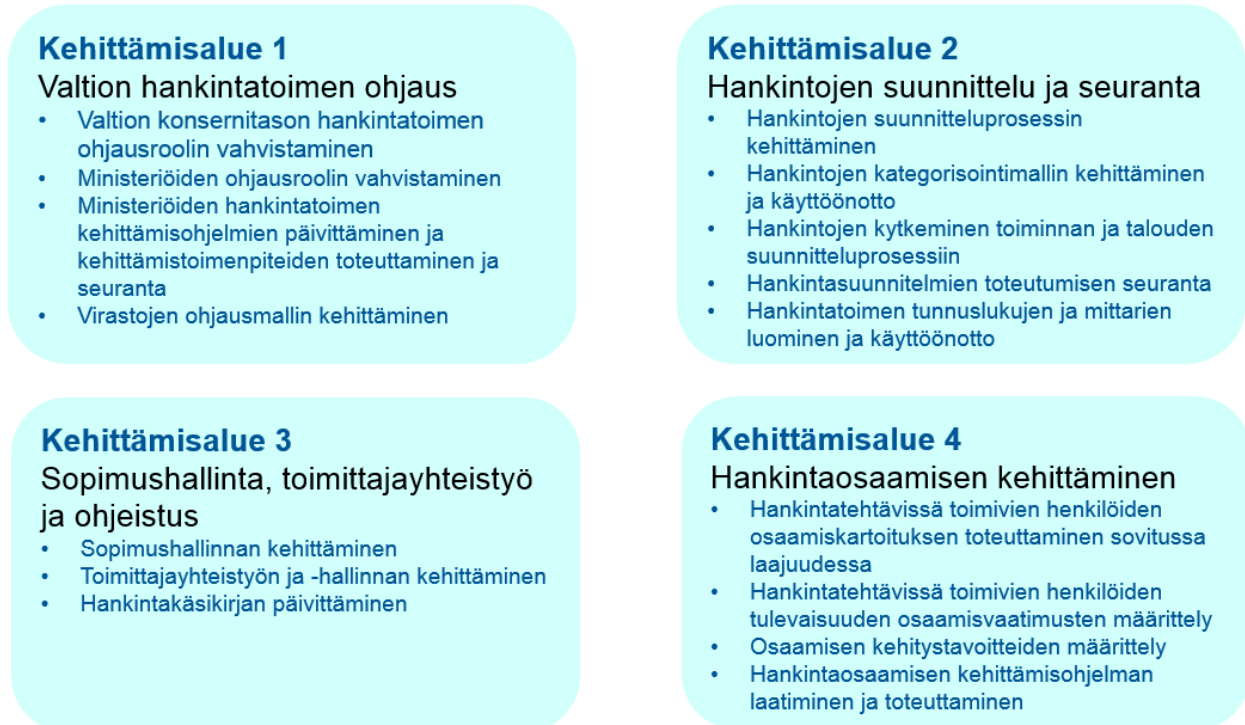 Kehittämisalue 1
Valtion hankintatoimen ohjaus
• Valtion konsernitason hankintatoimen
ohjausroolin vahvistaminen
• Ministeriöiden ohjausroolin vahvistaminen
• Ministeriöiden hankintatoimen
kehittämisohjelmien päivittäminen ja
kehittämistoimenpiteiden toteuttaminen ja
seuranta
• Virastojen ohjausmallin kehittäminen
Kehittämisalue 2
Hankintojen suunnittelu ja seuranta
• Hankintojen suunnitteluprosessin
kehittäminen
• Hankintojen kategorisointimallin kehittäminen
ja käyttöönotto
• Hankintojen kytkeminen toiminnan ja talouden
suunnitteluprosessiin
• Hankintasuunnitelmien toteutumisen seuranta
• Hankintatoimen tunnuslukujen ja mittarien
luominen ja käyttöönotto
Kehittämisalue 3
Sopimushallinta, toimittajayhteistyö
ja ohjeistus
• Sopimushallinnan kehittäminen
• Toimittajayhteistyön ja -hallinnan kehittäminen
• Hankintakäsikirjan päivittäminen
Kehittämisalue 4
Hankintaosaamisen kehittäminen
• Hankintatehtävissä toimivien henkilöiden
osaamiskartoituksen toteuttaminen sovitussa
laajuudessa
• Hankintatehtävissä toimivien henkilöiden
tulevaisuuden osaamisvaatimusten määrittely
• Osaamisen kehitystavoitteiden määrittely
• Hankintaosaamisen kehittämisohjelman
laatiminen ja toteuttaminen